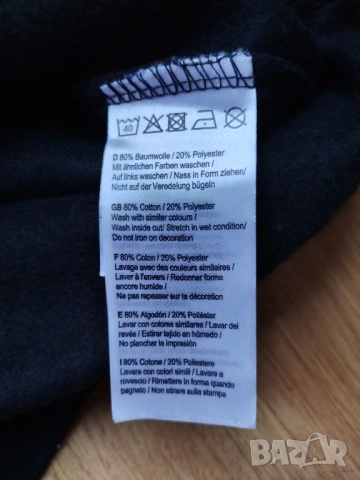 40
D 80% Baumwolle / 20% Polyester
Mit ähnlichen Farben waschen /
Auf links waschen / Nass in Form ziehen/
Nicht auf der Veredelung bügeln
GB 80% Cotton / 20% Polyester
Wash with similar colours /
Wash inside out/ Stretch in wet condition/
Do not iron on decoration
F 80% Coton / 20% Polyester
Lavage avec des couleurs similaires /
Laver à l'envers / Redonner forme
encore humide /
Ne pas repasser sur te décorazione
E 80% Algodón / 20% Poliéster
Lavar con colores similares / Lavar del
revés / Estirar tejido en húmedo /
No planchar le impresión
I 80% Cotone / 20% Poliestere
Lavare con colori simili / Lavare a
rovescio / Rimettere in forma quando
bagneto / Non stirare sulla stampa
BAZAR